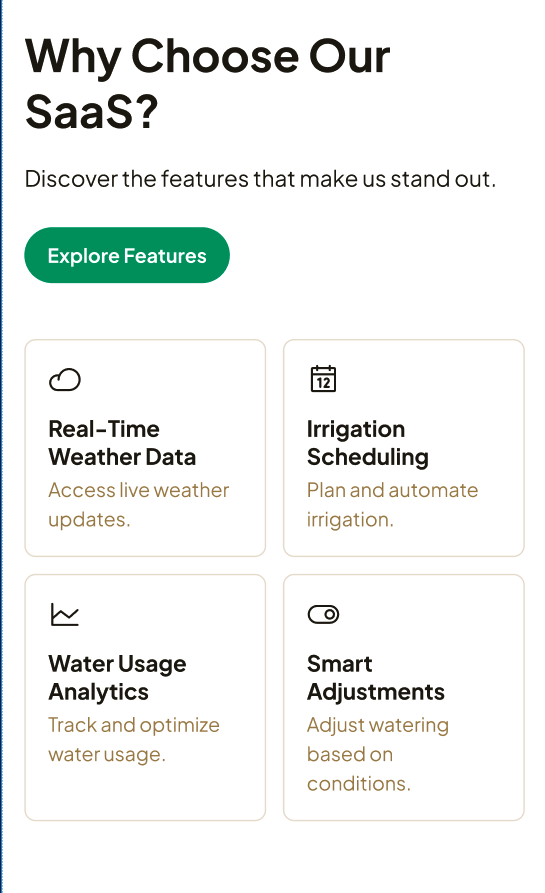 Why Choose Our
SaaS?
Discover the features that make us stand out.
Explore Features
12
Real-Time
Weather Data
Access live weather
updates.
Irrigation
Scheduling
Plan and automate
irrigation.
Water Usage
Analytics
Track and optimize
water usage.
Smart
Adjustments
Adjust watering
based on
conditions.